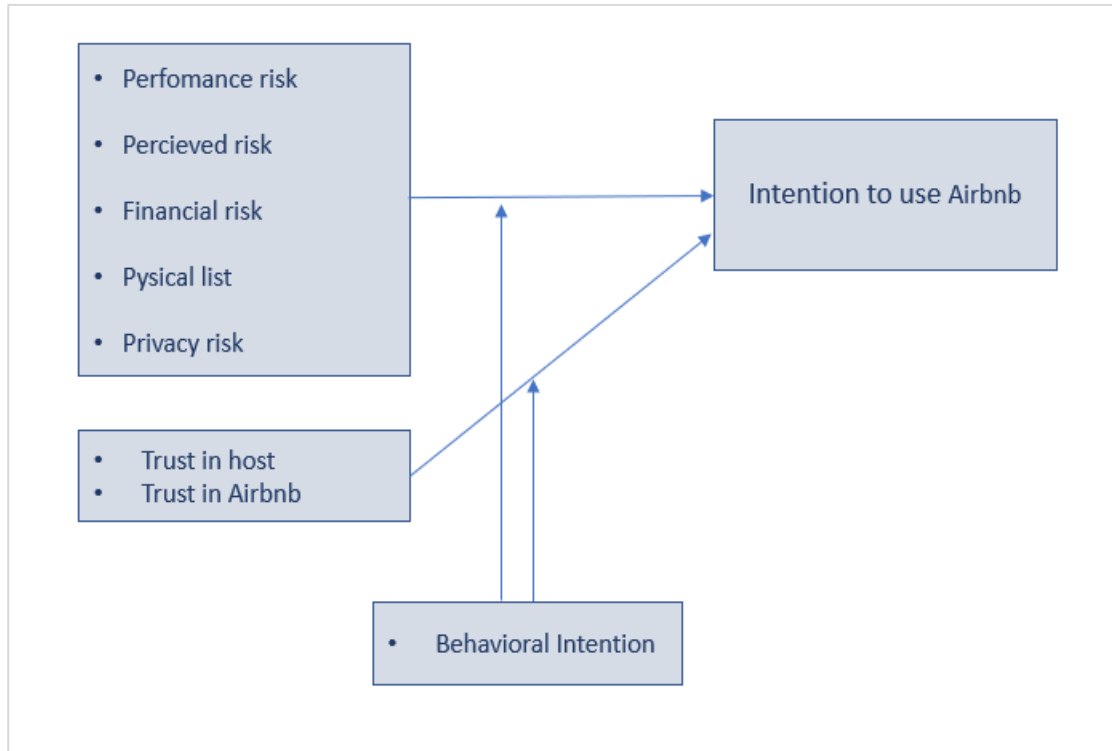 • Perfomance risk
• Percieved risk
• Financial risk
• Pysical list
• Privacy risk
Intention to use Airbnb
• Trust in host
• Trust in Airbnb
• Behavioral Intention